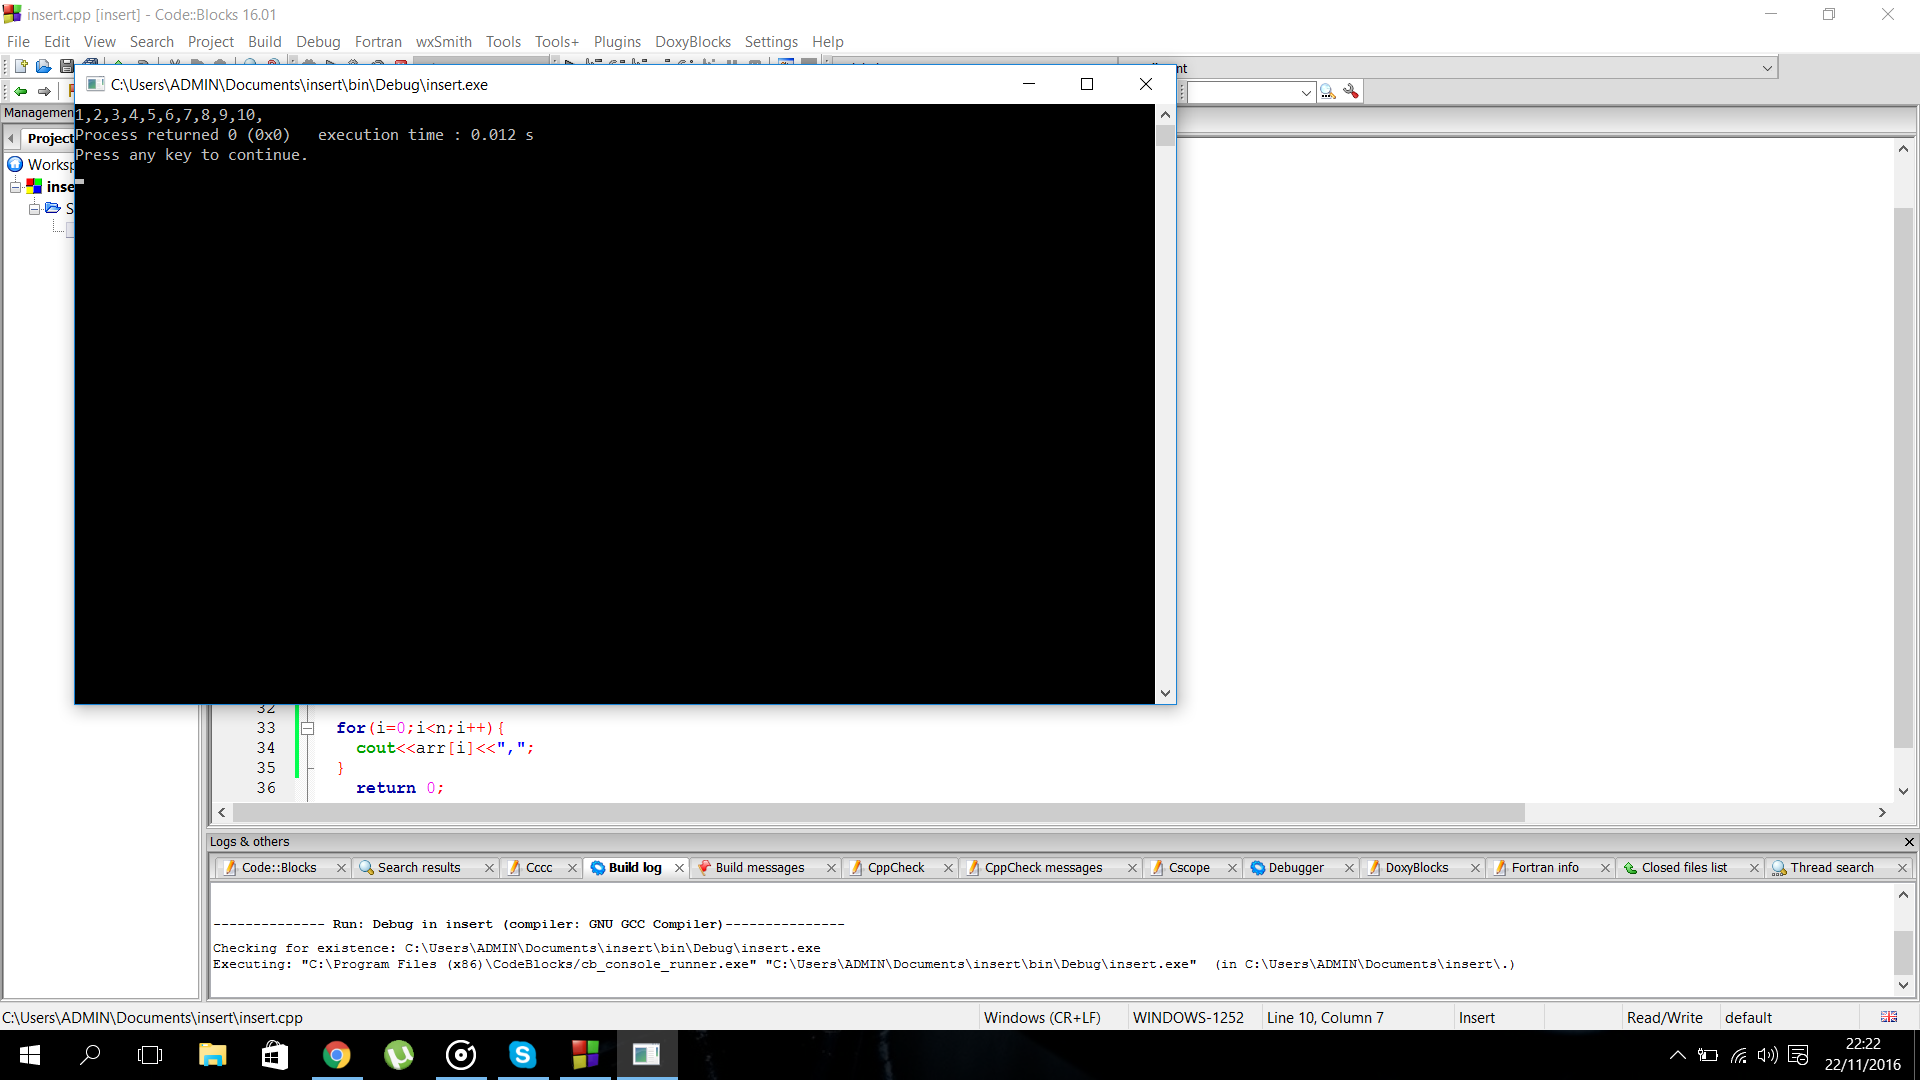 insert.cpp [insert] - Code::Blocks 16.01
File Edit View Search Project Build Debug Fortran wxSmith Tools Tools+ Plugins DoxyBlocks Settings Help
C:\Users\ADMIN\Documents\insert\bin\Debug\insert.exe
1,2,3,4,5,6,7,8,9,10,
Process returned 0 (0x0)   execution time : 0.012 s
Press any key to continue.
Managemen
Project
Worksp
inse
S
32
33 for(i=0;i<n;i++){
34 cout<<arr[i]<<",";
35 }
36 return 0;
Logs & others
Code::Blocks Search results Cccc Build log Build messages CppCheck CppCheck messages Cscope Debugger DoxyBlocks Fortran info Closed files list Thread search
-------------- Run: Debug in insert (compiler: GNU GCC Compiler)---------------
Checking for existence: C:\Users\ADMIN\Documents\insert\bin\Debug\insert.exe
Executing: "C:\Program Files (x86)\CodeBlocks/cb_console_runner.exe" "C:\Users\ADMIN\Documents\insert\bin\Debug\insert.exe"  (in C:\Users\ADMIN\Documents\insert\.)
C:\Users\ADMIN\Documents\insert\insert.cpp Windows (CR+LF) WINDOWS-1252 Line 10, Column 7 Insert Read/Write default
22:22
22/11/2016